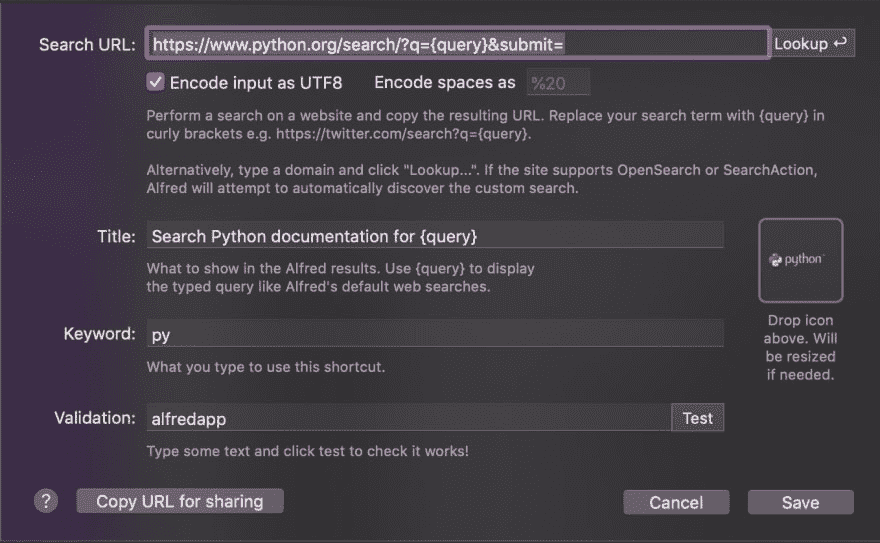 Search URL: https://www.python.org/search/?q={query}&submit= Lookup ↩
Encode input as UTF8 Encode spaces as %20
Perform a search on a website and copy the resulting URL. Replace your search term with {query} in
curly brackets e.g. https://twitter.com/search?q={query}.
Alternatively, type a domain and click "Lookup...". If the site supports OpenSearch or SearchAction,
Alfred will attempt to automatically discover the custom search.
Title: Search Python documentation for {query}
What to show in the Alfred results. Use {query} to display
the typed query like Alfred's default web searches.
python
Drop icon
above. Will
be resized
if needed.
Keyword: py
What you type to use this shortcut.
Validation: alfredapp Test
Type some text and click test to check it works!
? Copy URL for sharing Cancel Save